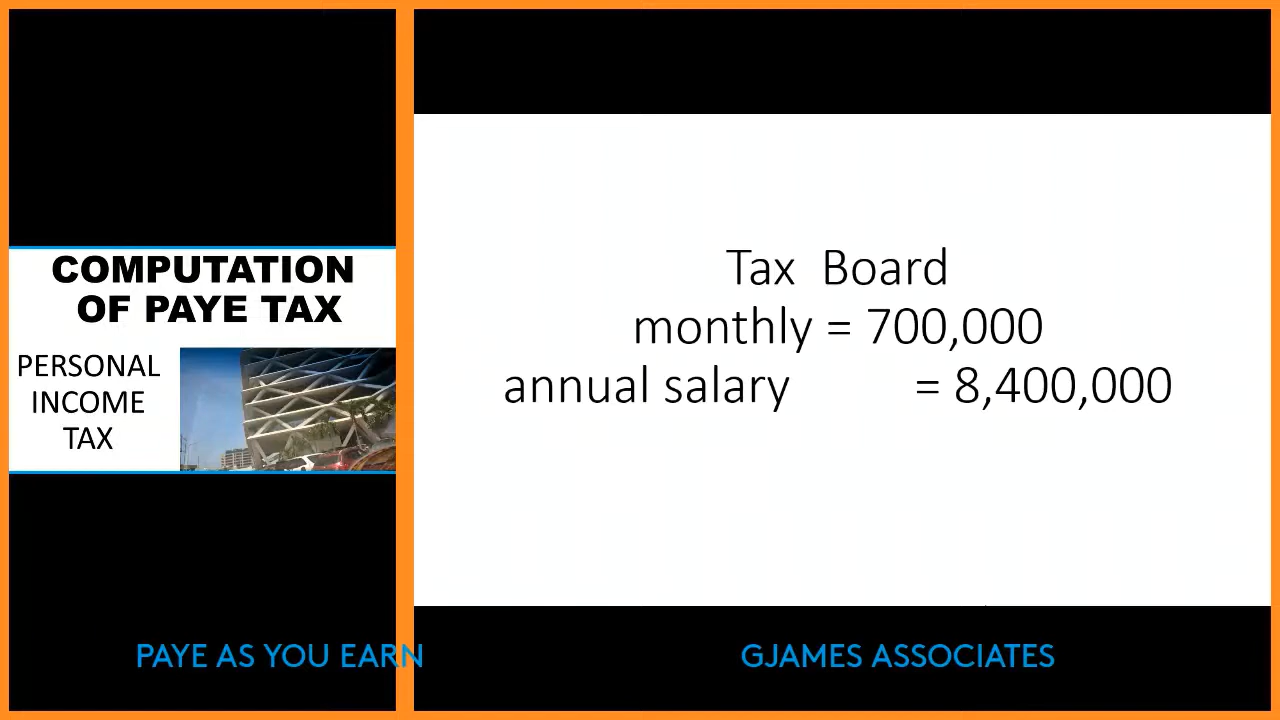 COMPUTATION
OF PAYE TAX
PERSONAL
INCOME
TAX
Tax Board
monthly = 700,000
annual salary = 8,400,000
PAYE AS YOU EARN
GJAMES ASSOCIATES